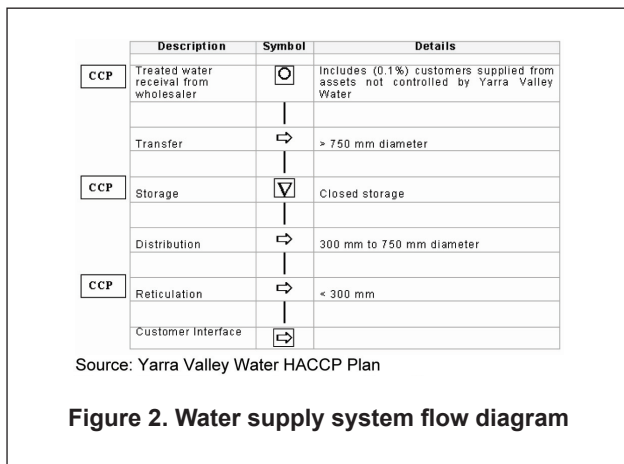 Description Symbol Details
CCP Treated water Includes (0.1%) customers supplied from
receival from assets not controlled by Yarra Valley
wholesaler Water
Transfer > 750 mm diameter
CCP Storage Closed storage
Distribution 300 mm to 750 mm diameter
CCP Reticulation < 300 mm
Customer Interface
Source: Yarra Valley Water HACCP Plan
Figure 2. Water supply system flow diagram